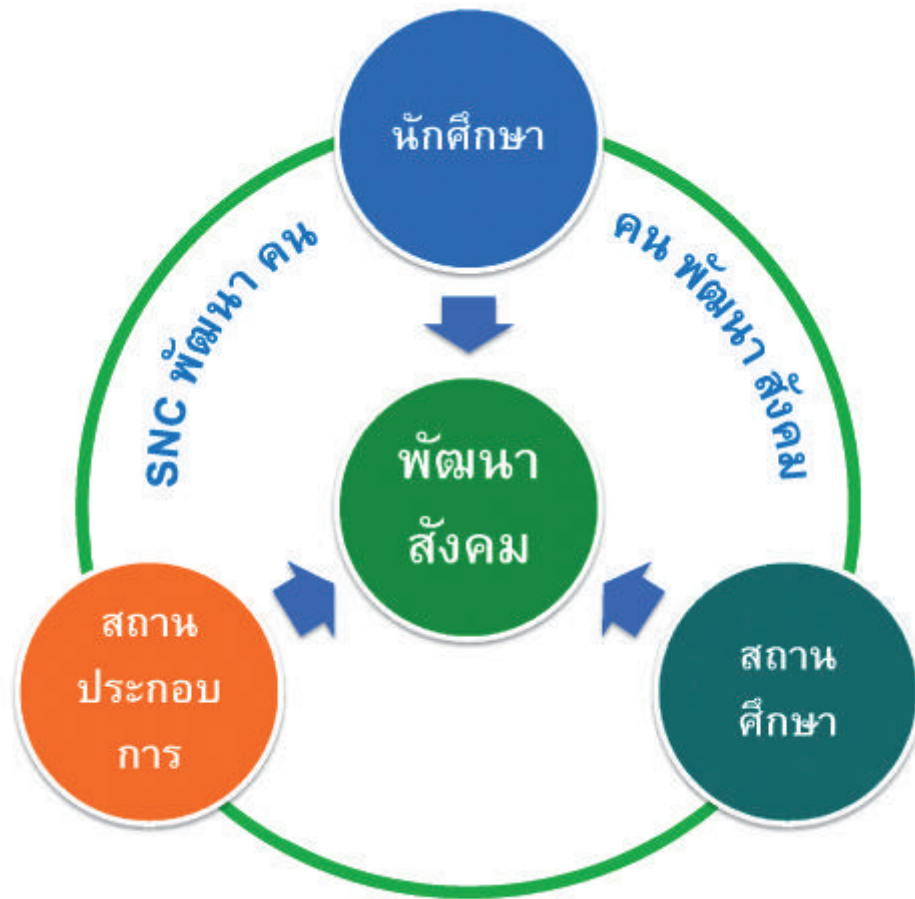 นักศึกษา
SNC พัฒนา คน
คน พัฒนา สังคม
พัฒนา
สังคม
สถาน
ประกอบ
การ
สถาน
ศึกษา